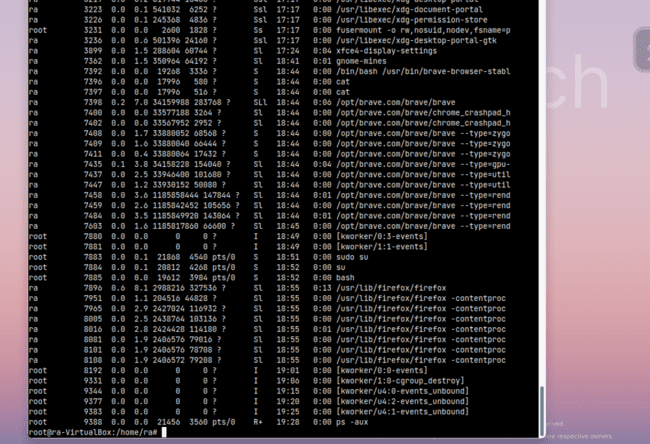 ra 3223 0.0 0.1 541032 6252 ? Ssl 17:17 0:00 /usr/libexec/xdg-document-portal
ra 3226 0.0 0.1 245368 4836 ? Ssl 17:17 0:00 /usr/libexec/xdg-permission-store
root 3231 0.0 0.0 2600 1828 ? Ss 17:17 0:00 fusermount -o rw,nosuid,nodev,fsname=p
ra 3236 0.0 0.6 501396 24160 ? Ssl 17:17 0:00 /usr/libexec/xdg-desktop-portal-gtk
ra 3899 0.0 1.5 288604 60744 ? Sl 17:24 0:04 xfce4-display-settings
ra 7362 0.0 1.5 350964 64192 ? Sl 18:41 0:01 gnome-mines
ra 7392 0.0 0.0 19268 3336 ? S 18:44 0:00 /bin/bash /usr/bin/brave-browser-stabl
ra 7396 0.0 0.0 17996 580 ? S 18:44 0:00 cat
ra 7397 0.0 0.0 17996 516 ? S 18:44 0:00 cat
ra 7398 0.2 7.0 34159988 283768 ? SLl 18:44 0:06 /opt/brave.com/brave/brave
ra 7400 0.0 0.0 33577188 3264 ? Sl 18:44 0:00 /opt/brave.com/brave/chrome_crashpad_h
ra 7402 0.0 0.0 33567952 2952 ? Sl 18:44 0:00 /opt/brave.com/brave/chrome_crashpad_h
ra 7408 0.0 1.7 33880052 68568 ? S 18:44 0:00 /opt/brave.com/brave/brave --type=zygo
ra 7409 0.0 1.6 33880040 66444 ? S 18:44 0:00 /opt/brave.com/brave/brave --type=zygo
ra 7411 0.0 0.4 33880064 17432 ? S 18:44 0:00 /opt/brave.com/brave/brave --type=zygo
ra 7435 0.1 3.8 34158228 154040 ? Sl 18:44 0:04 /opt/brave.com/brave/brave --type=gpu-
ra 7437 0.0 2.5 33946400 101680 ? Sl 18:44 0:00 /opt/brave.com/brave/brave --type=util
ra 7447 0.0 1.2 33930152 50080 ? Sl 18:44 0:00 /opt/brave.com/brave/brave --type=util
ra 7458 0.0 3.6 1185858444 147844 ? Sl 18:44 0:01 /opt/brave.com/brave/brave --type=rend
ra 7459 0.0 2.6 1185842452 105656 ? Sl 18:44 0:00 /opt/brave.com/brave/brave --type=rend
ra 7484 0.0 3.5 1185849920 143064 ? Sl 18:44 0:01 /opt/brave.com/brave/brave --type=rend
ra 7603 0.0 1.6 1185817860 66600 ? Sl 18:45 0:00 /opt/brave.com/brave/brave --type=rend
root 7880 0.0 0.0 0 0 ? I 18:49 0:00 [kworker/0:3-events]
root 7881 0.0 0.0 0 0 ? I 18:49 0:00 [kworker/1:1-events]
root 7883 0.0 0.1 21868 4540 pts/0 S 18:51 0:00 sudo su
root 7884 0.0 0.1 20812 4268 pts/0 S 18:52 0:00 su
root 7885 0.0 0.0 19612 3984 pts/0 S 18:52 0:00 bash
ra 7896 0.6 8.1 2988216 327536 ? Sl 18:55 0:13 /usr/lib/firefox/firefox
ra 7951 0.0 1.1 204516 44828 ? Sl 18:55 0:00 /usr/lib/firefox/firefox -contentproc
ra 7965 0.0 2.9 2427024 116932 ? Sl 18:55 0:00 /usr/lib/firefox/firefox -contentproc
ra 8005 0.0 2.5 2438764 103136 ? Sl 18:55 0:00 /usr/lib/firefox/firefox -contentproc
ra 8016 0.0 2.8 2424428 114180 ? Sl 18:55 0:01 /usr/lib/firefox/firefox -contentproc
ra 8081 0.0 1.9 2406576 79016 ? Sl 18:55 0:00 /usr/lib/firefox/firefox -contentproc
ra 8101 0.0 1.9 2406576 78708 ? Sl 18:55 0:00 /usr/lib/firefox/firefox -contentproc
ra 8108 0.0 1.9 2406572 79208 ? Sl 18:55 0:00 /usr/lib/firefox/firefox -contentproc
root 8192 0.0 0.0 0 0 ? I 19:01 0:00 [kworker/0:0-events]
root 9331 0.0 0.0 0 0 ? I 19:06 0:00 [kworker/1:0-cgroup_destroy]
root 9344 0.0 0.0 0 0 ? I 19:15 0:00 [kworker/u4:0-events_unbound]
root 9377 0.0 0.0 0 0 ? I 19:20 0:00 [kworker/u4:2-events_unbound]
root 9383 0.0 0.0 0 0 ? I 19:25 0:00 [kworker/u4:1-events_unbound]
root 9388 0.0 0.0 21456 3560 pts/0 R+ 19:28 0:00 ps -aux
root@ra-VirtualBox:/home/ra#
ch
erved
are respective owners.